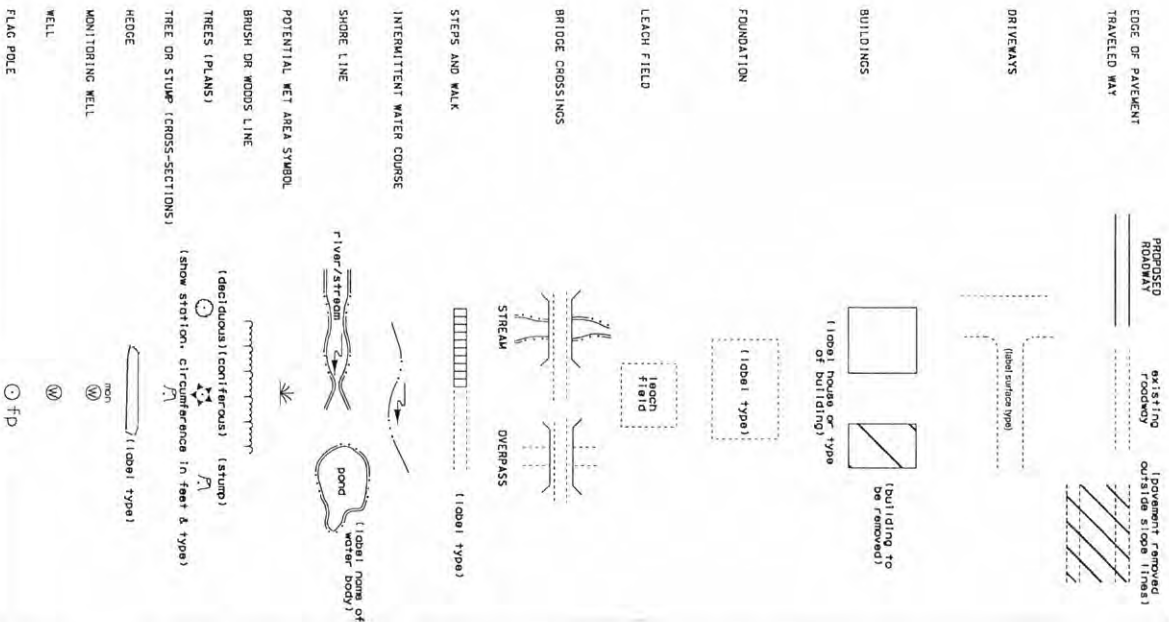 EDGE OF PAVEMENT
TRAVELED WAY
PROPOSED
ROADWAY
existing
roadway
(pavement removed
outside slope lines)
DRIVEWAYS
(label surface type)
BUILDINGS
(label house or type
of building)
(building to
be removed)
FOUNDATION
(label type)
LEACH FIELD
leach
field
BRIDGE CROSSINGS
STREAM
OVERPASS
STEPS AND WALK
(label type)
INTERMITTENT WATER COURSE
SHORE LINE
river/stream
pond
(label name of
water body)
POTENTIAL WET AREA SYMBOL
BRUSH OR WOODS LINE
TREES (PLANS)
(deciduous)(coniferous) (stump)
TREE OR STUMP (CROSS-SECTIONS)
(show station, circumference in feet & type)
HEDGE
(label type)
MONITORING WELL
mon
W
WELL
W
FLAG POLE
fp